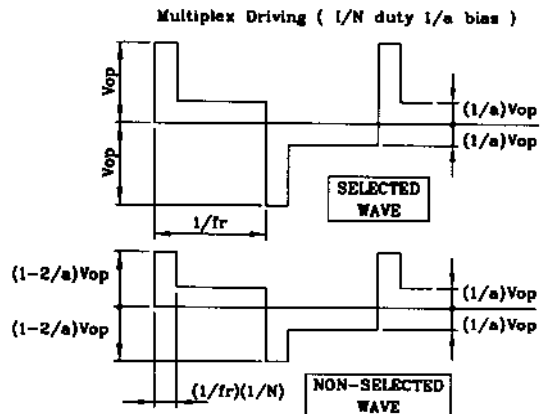 Multiplex Driving ( 1/N duty 1/a bias )
Vop
Vop
(1/a)Vop
(1/a)Vop
SELECTED
WAVE
1/fr
(1-2/a)Vop
(1-2/a)Vop
(1/a)Vop
(1/a)Vop
(1/fr)(1/N)
NON-SELECTED
WAVE